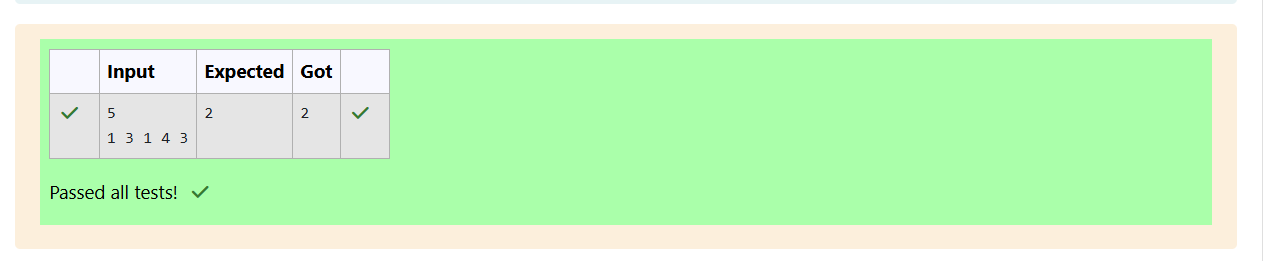 Input Expected Got
5 2 2
1 3 1 4 3
Passed all tests!